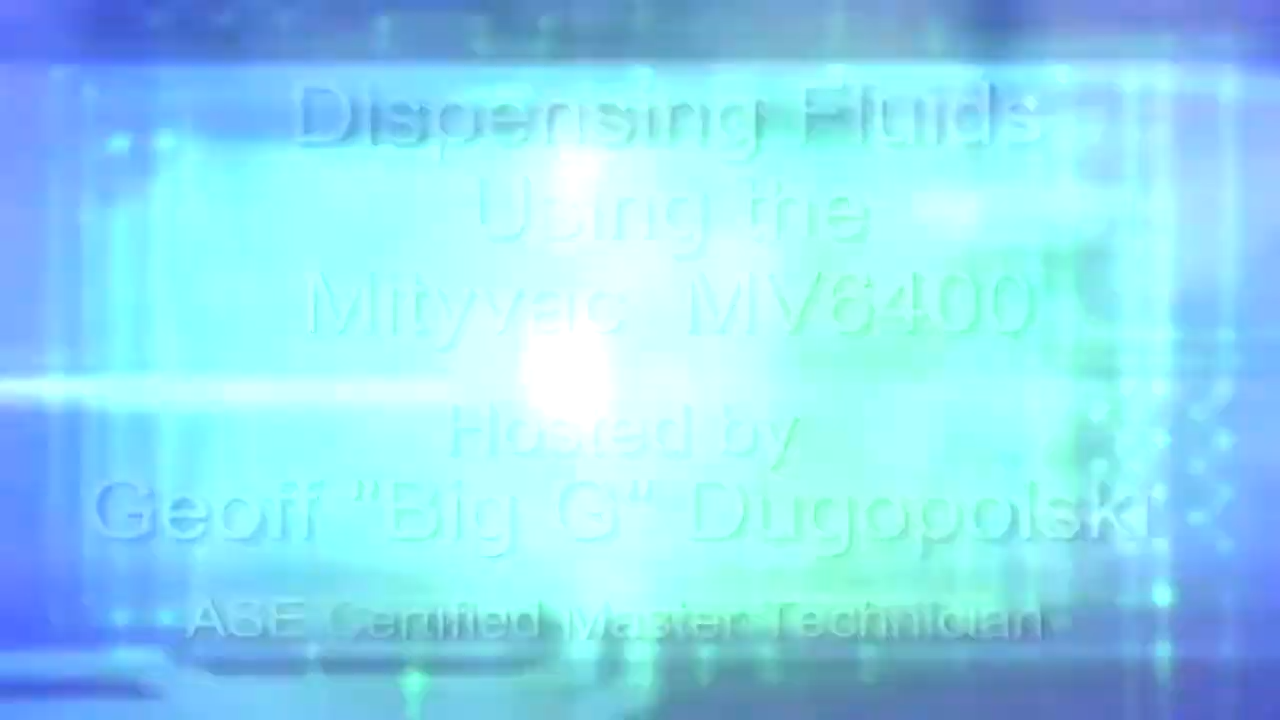 Dispensing Fluids
Using the
Mityvac MV6400
Hosted by
Geoff "Big G" Dugopolski
ASE Certified Master Technician